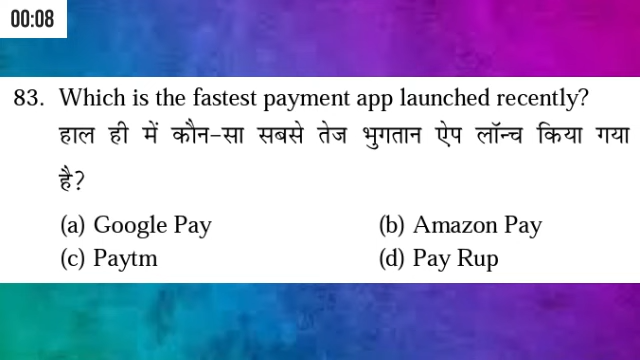 00:08
83. Which is the fastest payment app launched recently?
हाल ही में कौन-सा सबसे तेज भुगतान ऐप लॉन्च किया गया
है?
(a) Google Pay (b) Amazon Pay
(c) Paytm (d) Pay Rup